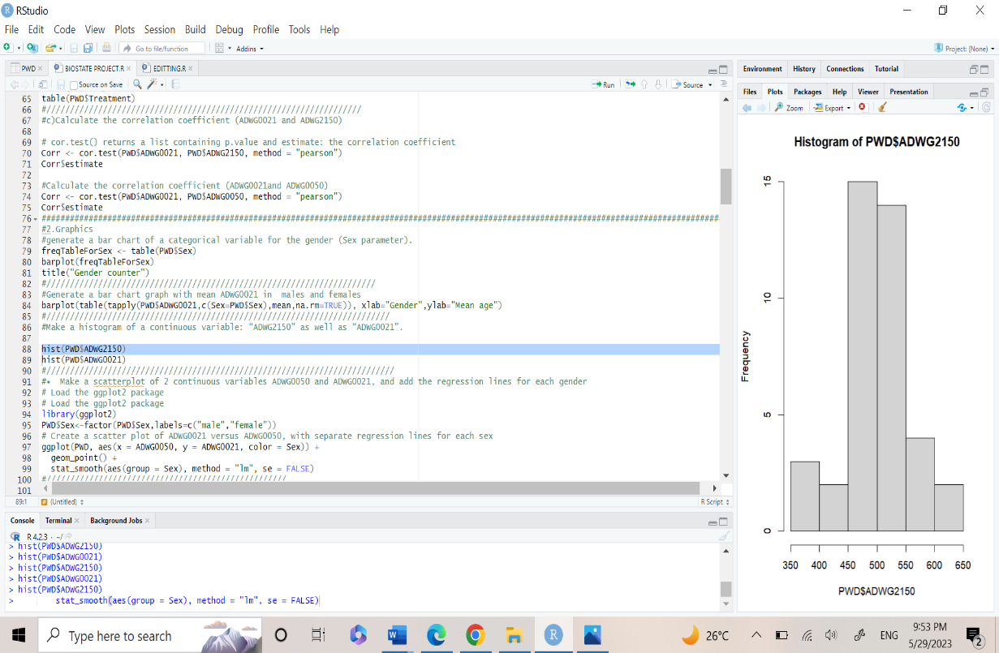 RStudio
File Edit Code View Plots Session Build Debug Profile Tools Help
Go to file/function Addins Project: (None)
PWD BIOSTATE PROJECT.R EDITTING.R
Source on Save Run Source
65 table(PWD$Treatment)
66 #//////////////////////////////////////////////////////////////////
67 #c)Calculate the correlation coefficient (ADWG0021 and ADWG2150)
68
69 # cor.test() returns a list containing p.value and estimate: the correlation coefficient
70 Corr <- cor.test(PWD$ADWG0021, PWD$ADWG2150, method = "pearson")
71 Corr$estimate
72
73 #Calculate the correlation coefficient (ADWG0021and ADWG0050)
74 Corr <- cor.test(PWD$ADWG0021, PWD$ADWG0050, method = "pearson")
75 Corr$estimate
76 ################################################################################################################################################
77 #2.Graphics
78 #generate a bar chart of a categorical variable for the gender (Sex parameter).
79 freqTableForSex <- table(PWD$Sex)
80 barplot(freqTableForSex)
81 title("Gender counter")
82 #/////////////////////////////////////////////////////////////////////
83 #Generate a bar chart graph with mean ADWG0021 in  males and females
84 barplot(table(tapply(PWD$ADWG0021,c(Sex=PWD$Sex),mean,na.rm=TRUE)), xlab="Gender",ylab="Mean age")
85 #////////////////////////////////////////////////////////////////////////
86 #Make a histogram of a continuous variable: “ADWG2150” as well as “ADWG0021”.
87
88 hist(PWD$ADWG2150)
89 hist(PWD$ADWG0021)
90 #/////////////////////////////////////////////////////////////////////////
91 #•  Make a scatterplot of 2 continuous variables ADWG0050 and ADWG0021, and add the regression lines for each gender
92 # Load the ggplot2 package
93 # Load the ggplot2 package
94 library(ggplot2)
95 PWD$Sex<-factor(PWD$Sex,labels=c("male","female"))
96 # Create a scatter plot of ADWG0021 versus ADWG0050, with separate regression lines for each sex
97 ggplot(PWD, aes(x = ADWG0050, y = ADWG0021, color = Sex)) +
98   geom_point() +
99   stat_smooth(aes(group = Sex), method = "lm", se = FALSE)
100 #//////////////////////////////////////////////////
101
89:1 (Untitled) R Script
Console Terminal Background Jobs
R 4.2.3 · ~/
> hist(PWD$ADWG2150)
> hist(PWD$ADWG0021)
> hist(PWD$ADWG2150)
> hist(PWD$ADWG0021)
> hist(PWD$ADWG2150)
>        stat_smooth(aes(group = Sex), method = "lm", se = FALSE)
Environment History Connections Tutorial
Files Plots Packages Help Viewer Presentation
Zoom Export
Histogram of PWD$ADWG2150
15
10
5
0
Frequency
350 400 450 500 550 600 650
PWD$ADWG2150
Type here to search
26°C ENG 9:53 PM
5/29/2023
2